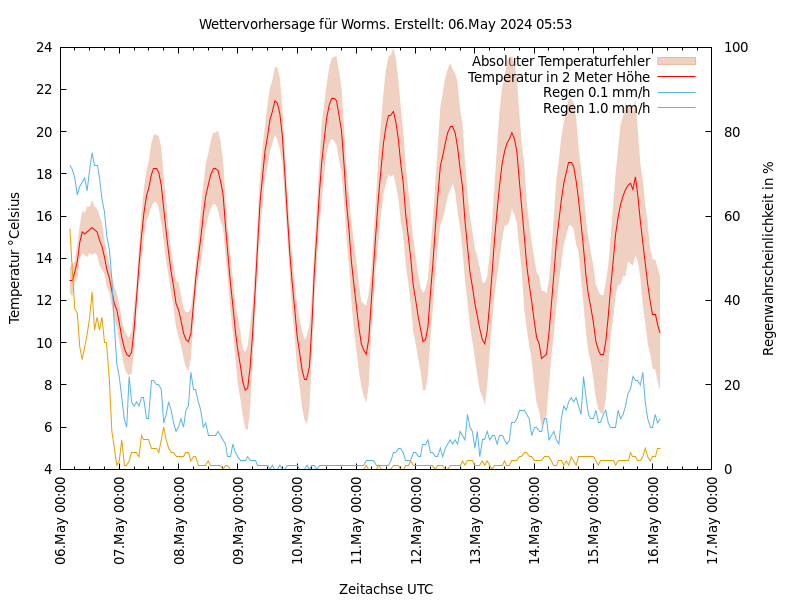 Wettervorhersage für Worms. Erstellt: 06.May 2024 05:53
Absoluter Temperaturfehler
Temperatur in 2 Meter Höhe
Regen 0.1 mm/h
Regen 1.0 mm/h
Temperatur °Celsius
24
22
20
18
16
14
12
10
8
6
4
100
80
60
40
20
0
Regenwahrscheinlichkeit in %
06.May 00:00
07.May 00:00
08.May 00:00
09.May 00:00
10.May 00:00
11.May 00:00
12.May 00:00
13.May 00:00
14.May 00:00
15.May 00:00
16.May 00:00
17.May 00:00
Zeitachse UTC